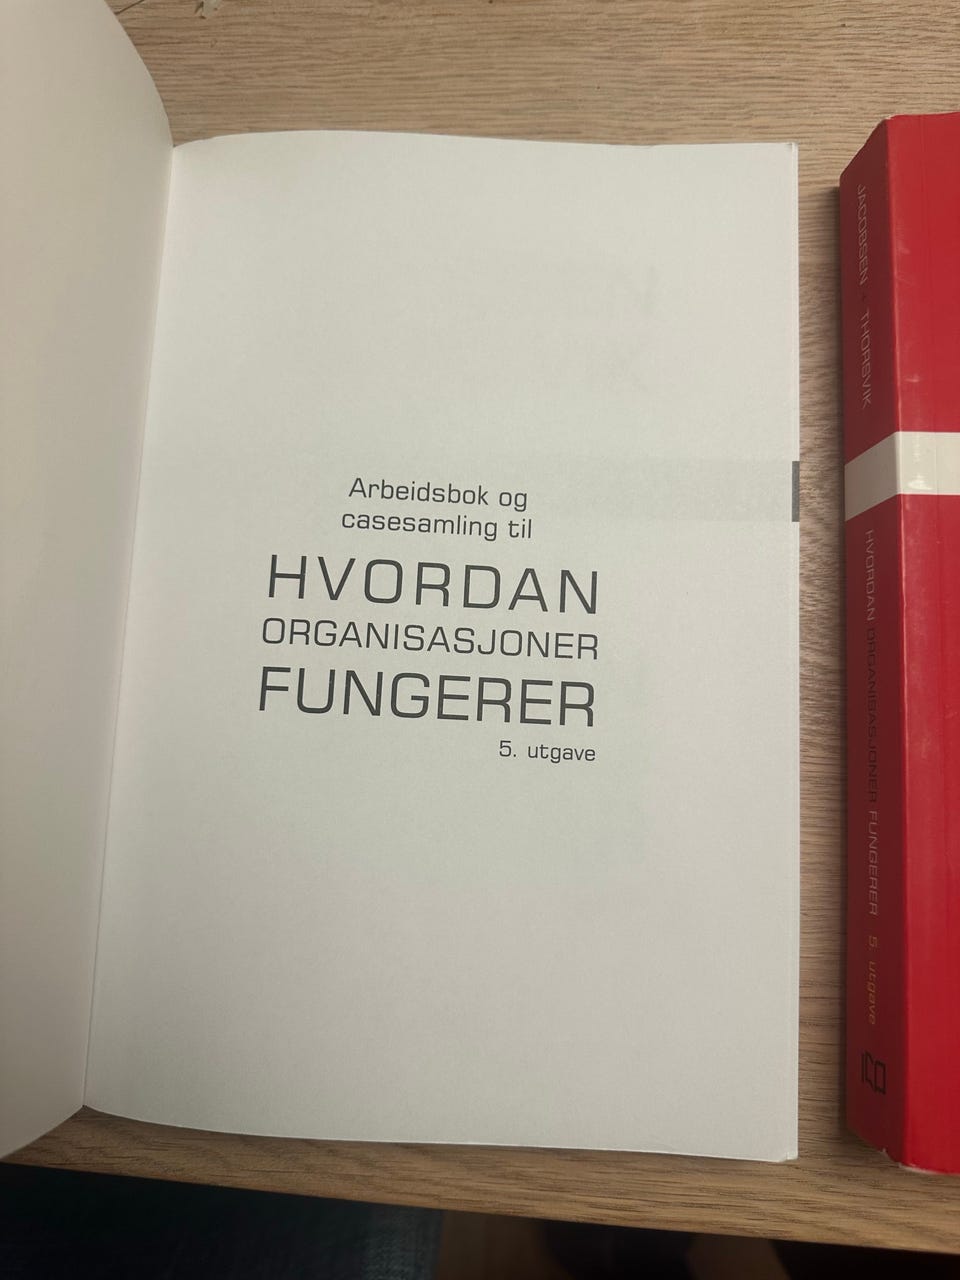 Arbeidsbok og
casesamling til
HVORDAN
ORGANISASJONER
FUNGERER
5. utgave
JACOBSEN + THORSVIK
HVORDAN ORGANISASJONER FUNGERER 5. utgave